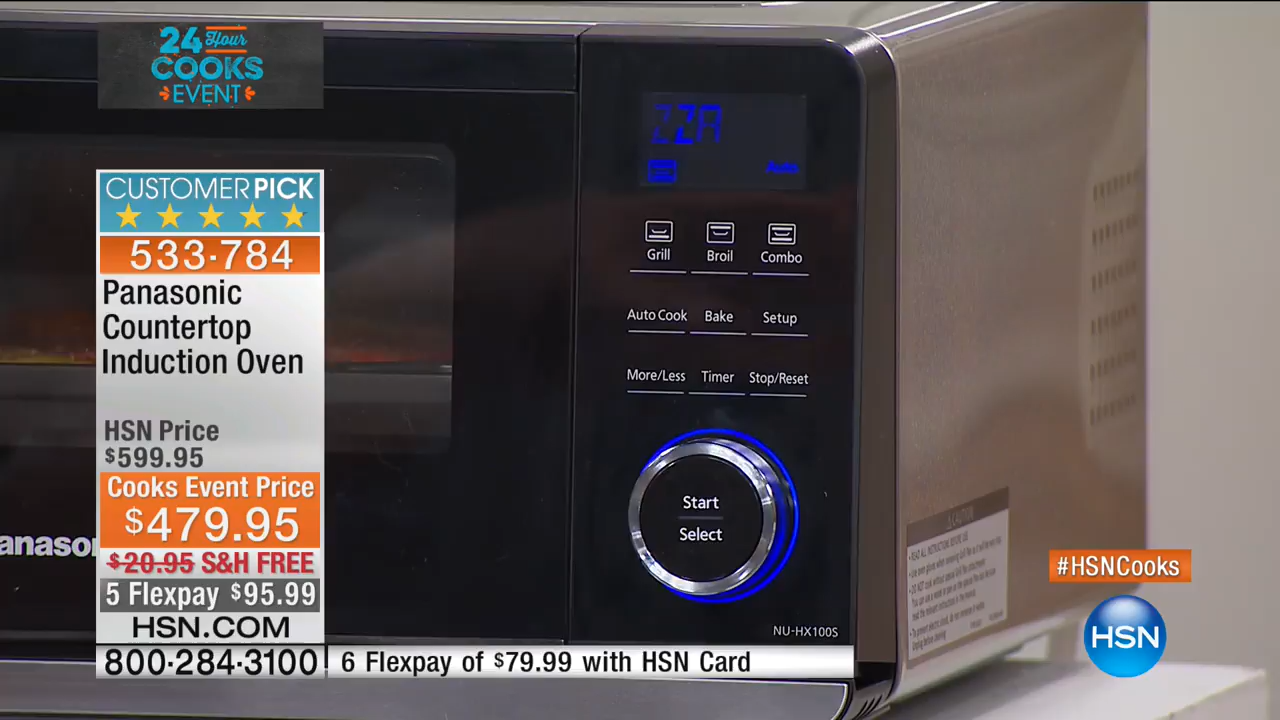 24 Hour
COOKS
EVENT
CUSTOMER PICK
533-784
Panasonic
Countertop
Induction Oven
HSN Price
$599.95
Cooks Event Price
$479.95
$20.95 S&H FREE
5 Flexpay $95.99
HSN.COM
800·284·3100
6 Flexpay of $79.99 with HSN Card
anaso
ZZA
Grill
Broil
Combo
Auto Cook
Bake
Setup
More/Less
Timer
Stop/Reset
Start
Select
NU-HX100S
CAUTION
#HSNCooks
HSN